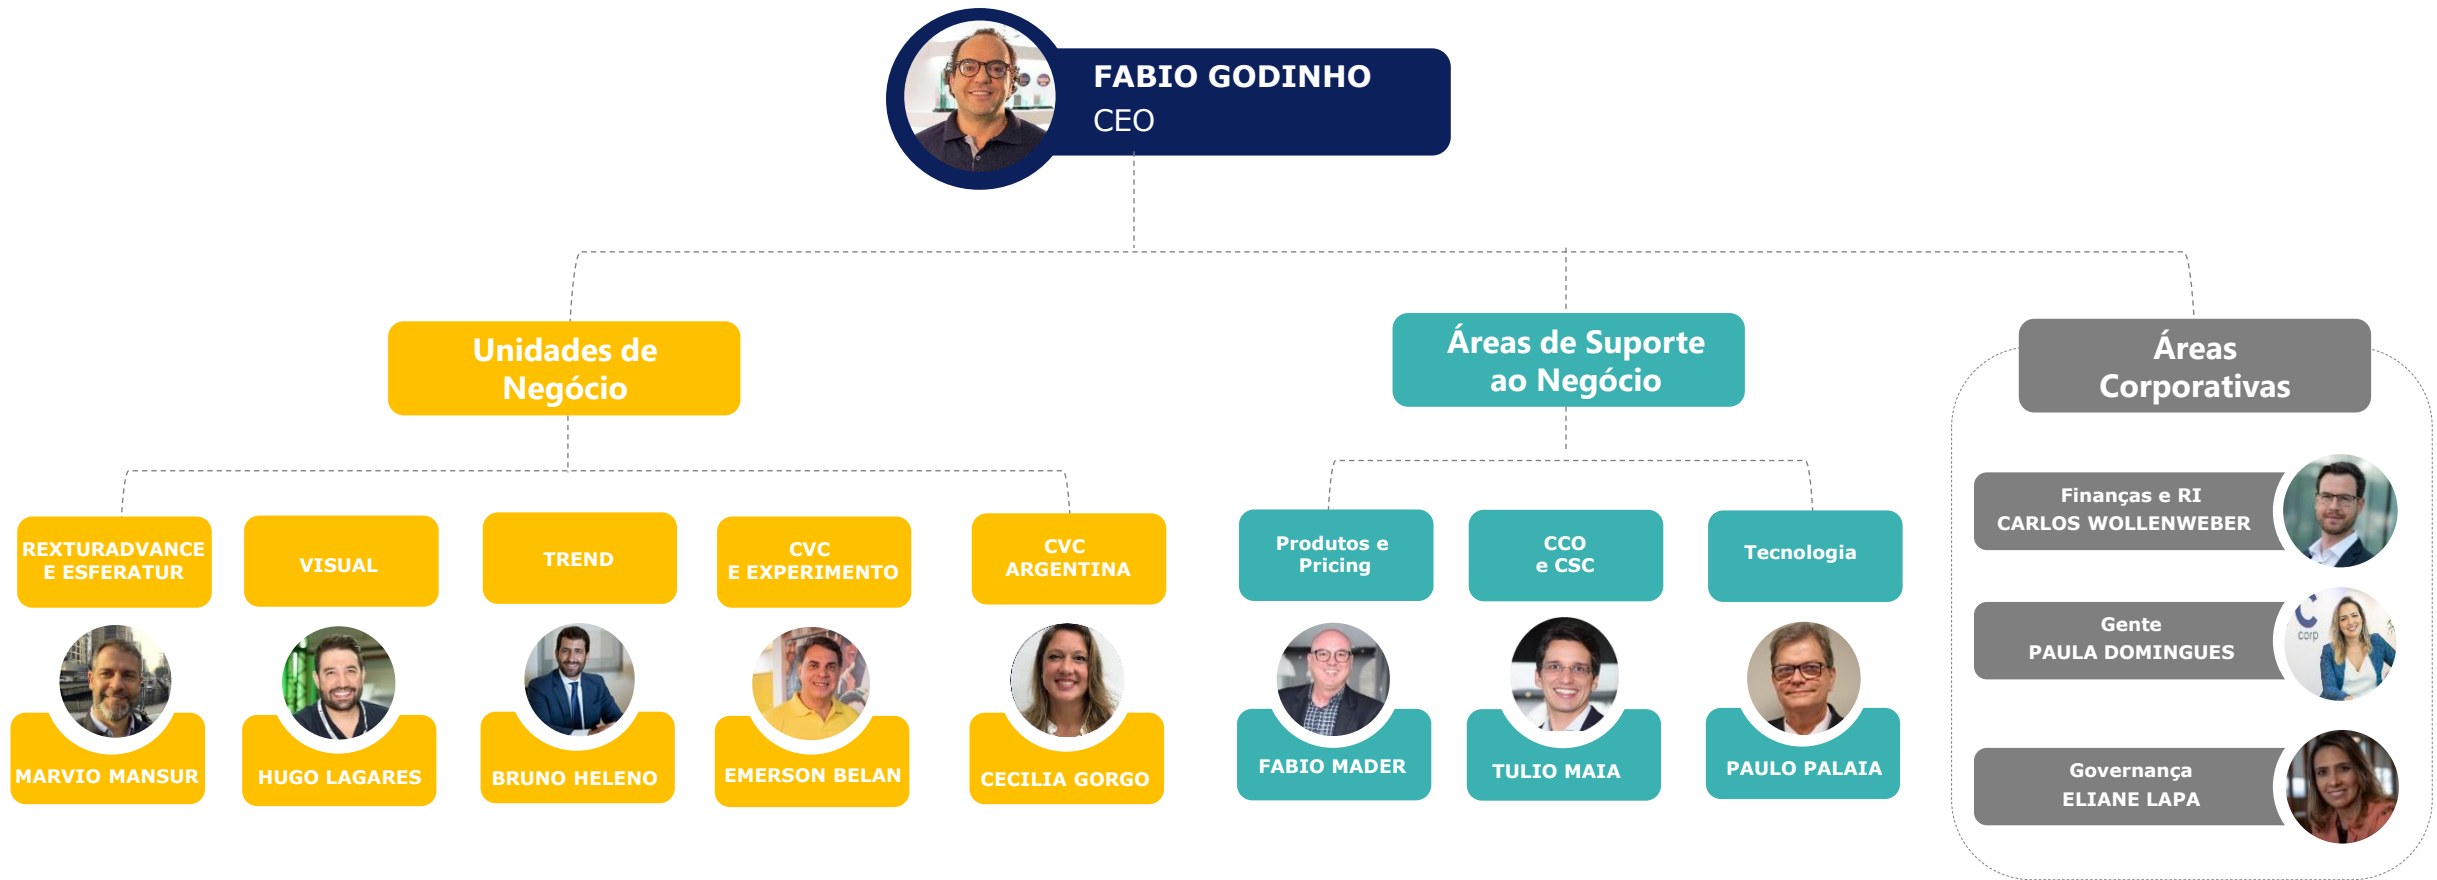 FABIO GODINHO
CEO
Unidades de
Negócio
Áreas de Suporte
ao Negócio
Áreas
Corporativas
REXTURADVANCE
E ESFERATUR
VISUAL
TREND
CVC
E EXPERIMENTO
CVC
ARGENTINA
Produtos e
Pricing
CCO
e CSC
Tecnologia
MARVIO MANSUR
HUGO LAGARES
BRUNO HELENO
EMERSON BELAN
CECILIA GORGO
FABIO MADER
TULIO MAIA
PAULO PALAIA
Finanças e RI
CARLOS WOLLENWEBER
Gente
PAULA DOMINGUES
corp
Governança
ELIANE LAPA